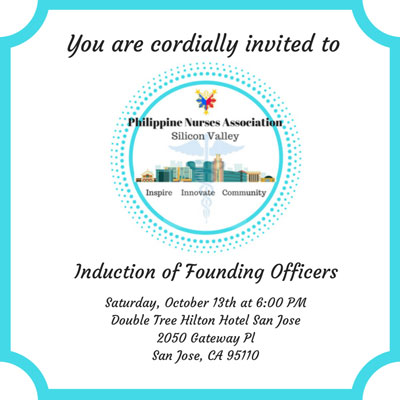 You are cordially invited to
Philippine Nurses Association
Silicon Valley
Inspire Innovate Community
Induction of Founding Officers
Saturday, October 13th at 6:00 PM
Double Tree Hilton Hotel San Jose
2050 Gateway Pl
San Jose, CA 95110